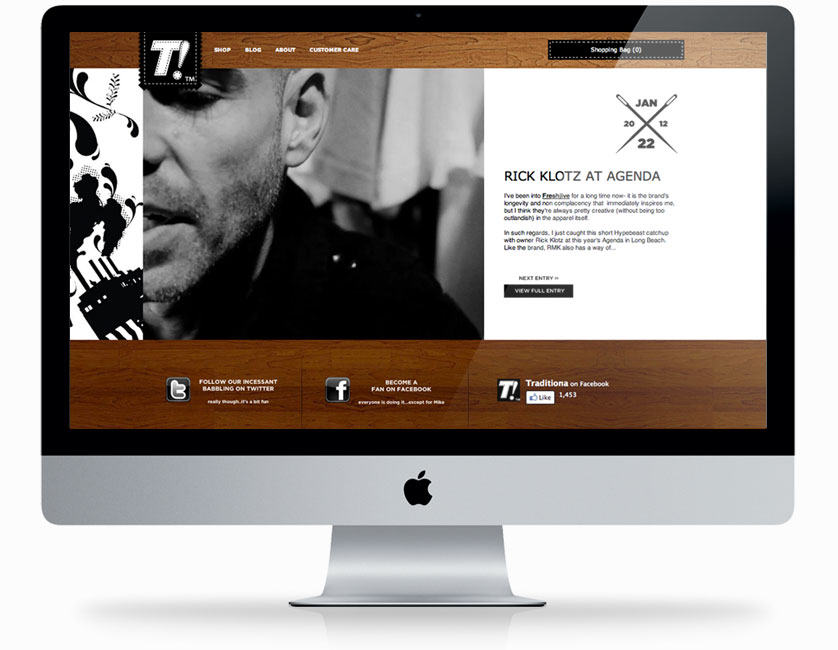 T!
TM
SHOP BLOG ABOUT CUSTOMER CARE
Shopping Bag (0)
JAN
20 12
22
RICK KLOTZ AT AGENDA
I've been into Freshjive for a long time now- it is the brand's
longevity and non complacency that immediately inspires me,
but I think they're always pretty creative (without being too
outlandish) in the apparel itself.
In such regards, I just caught this short Hypebeast catchup
with owner Rick Klotz at this year's Agenda in Long Beach.
Like the brand, RMK also has a way of...
NEXT ENTRY »
VIEW FULL ENTRY
FOLLOW OUR INCESSANT
BABBLING ON TWITTER
really though..it's a bit fun
BECOME A
FAN ON FACEBOOK
everyone is doing it...except for Mike
T!
Traditiona on Facebook
Like 1,453